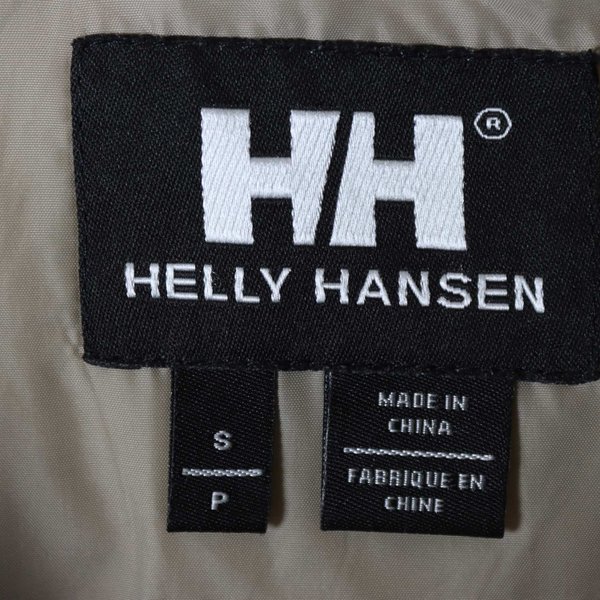 HH®
HELLY HANSEN
S
P
MADE IN
CHINA
FABRIQUE EN
CHINE